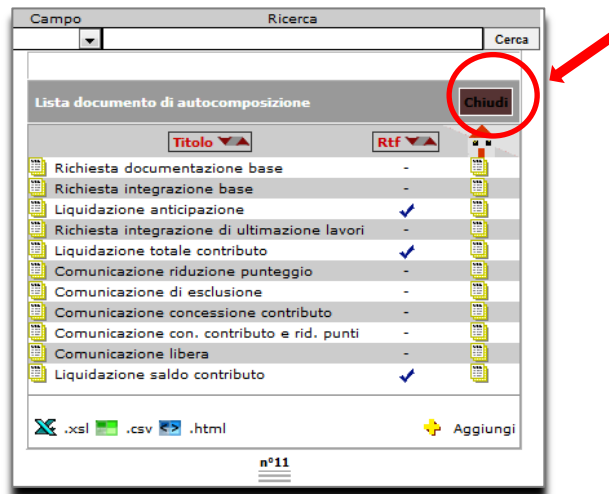 Campo Ricerca
Cerca
Lista documento di autocomposizione Chiudi
Titolo Rtf
Richiesta documentazione base -
Richiesta integrazione base -
Liquidazione anticipazione
Richiesta integrazione di ultimazione lavori -
Liquidazione totale contributo
Comunicazione riduzione punteggio -
Comunicazione di esclusione -
Comunicazione concessione contributo -
Comunicazione con. contributo e rid. punti -
Comunicazione libera -
Liquidazione saldo contributo
.xsl .csv .html Aggiungi
n°11